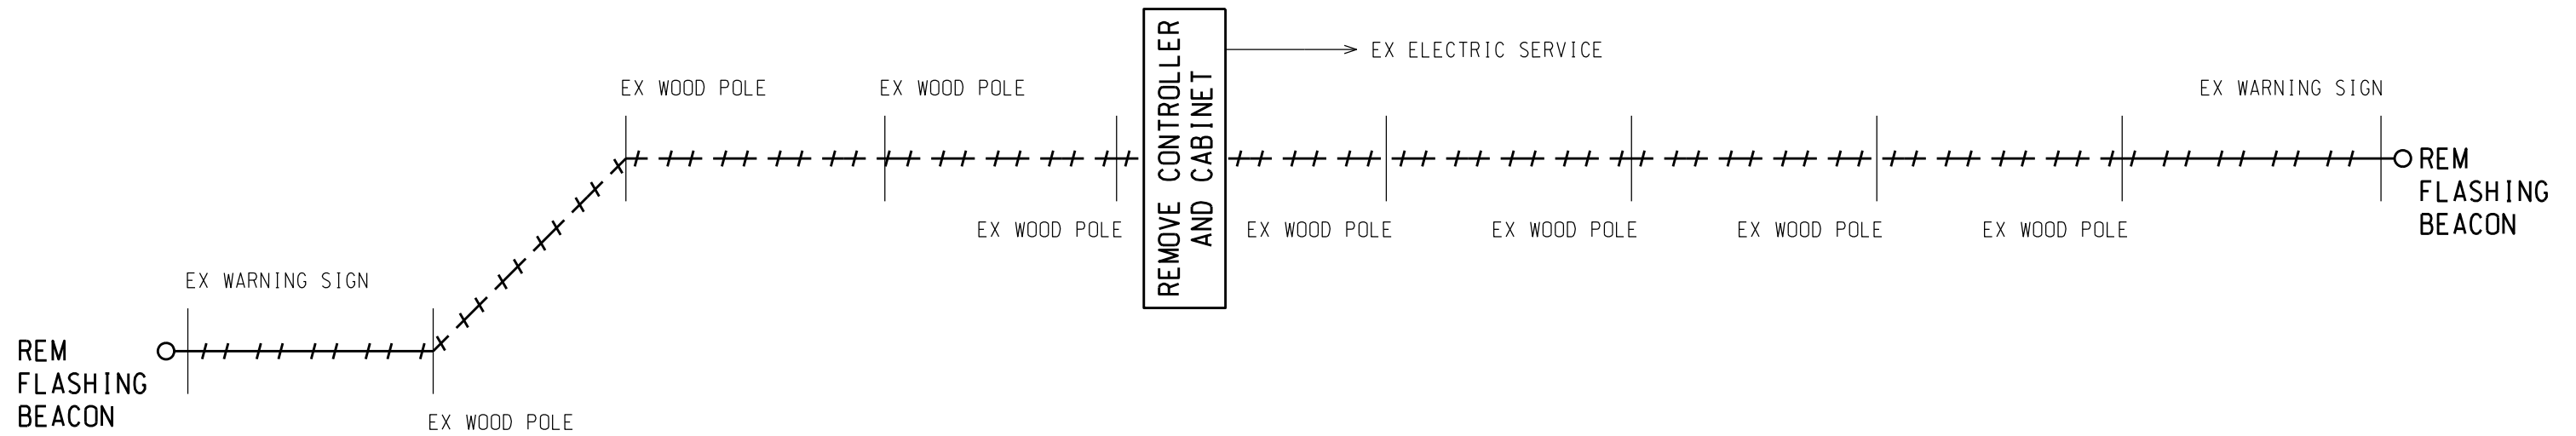 EX ELECTRIC SERVICE
EX WOOD POLE
EX WOOD POLE
EX WARNING SIGN
REMOVE CONTROLLER
AND CABINET
REM
FLASHING
BEACON
EX WOOD POLE
EX WOOD POLE
EX WOOD POLE
EX WOOD POLE
EX WOOD POLE
EX WARNING SIGN
REM
FLASHING
BEACON
EX WOOD POLE